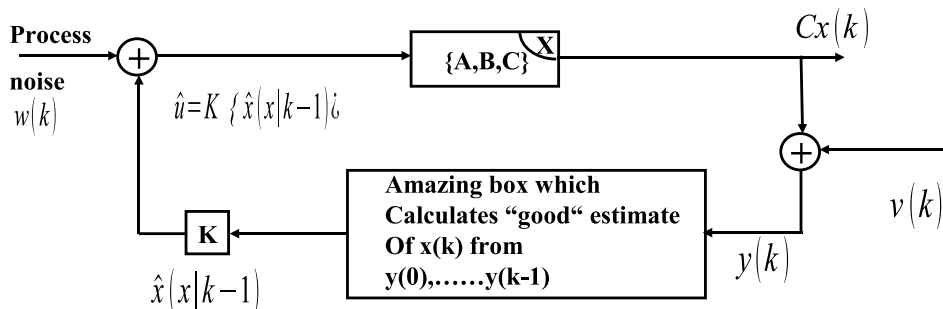 Process
noise
w(k)
+
û=K {x̂(x|k−1)¿
{A,B,C}
X
Cx(k)
+
v(k)
y(k)
Amazing box which
Calculates “good“ estimate
Of x(k) from
y(0),......y(k-1)
K
x̂(x|k−1)